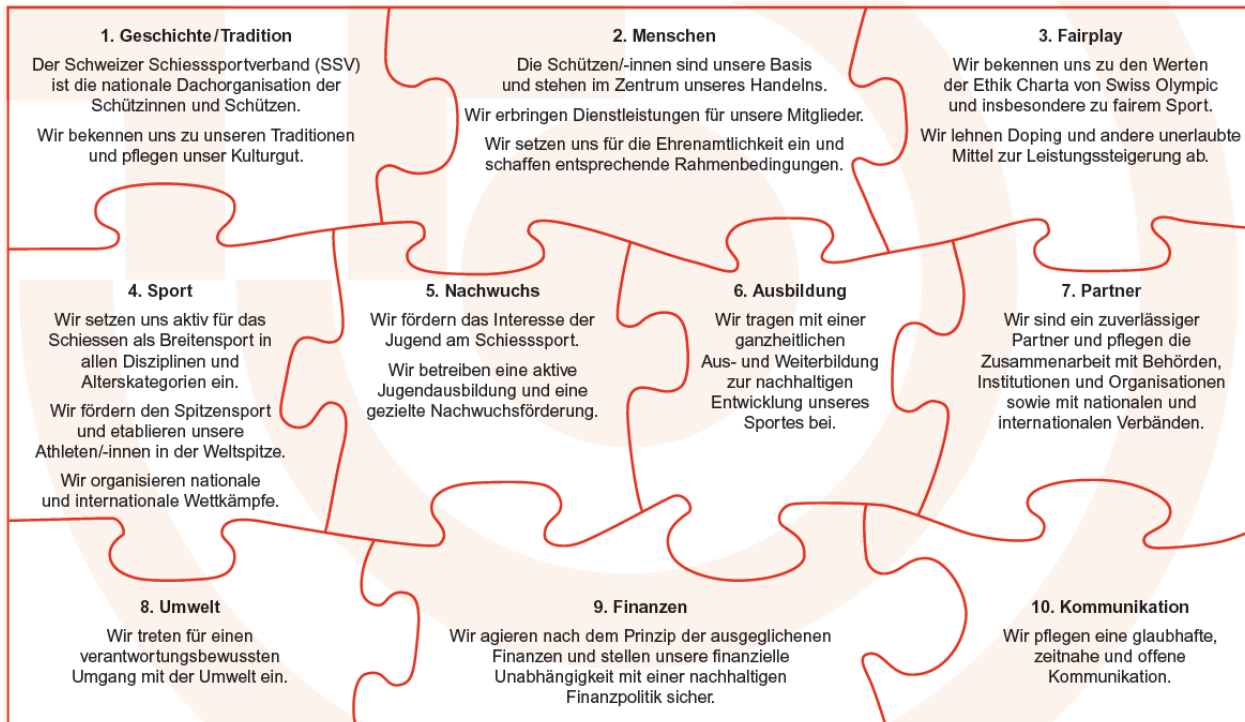 1. Geschichte/Tradition
Der Schweizer Schiesssportverband (SSV)
ist die nationale Dachorganisation der
Schützinnen und Schützen.
Wir bekennen uns zu unseren Traditionen
und pflegen unser Kulturgut.
2. Menschen
Die Schützen/-innen sind unsere Basis
und stehen im Zentrum unseres Handelns.
Wir erbringen Dienstleistungen für unsere Mitglieder.
Wir setzen uns für die Ehrenamtlichkeit ein und
schaffen entsprechende Rahmenbedingungen.
3. Fairplay
Wir bekennen uns zu den Werten
der Ethik Charta von Swiss Olympic
und insbesondere zu fairem Sport.
Wir lehnen Doping und andere unerlaubte
Mittel zur Leistungssteigerung ab.
4. Sport
Wir setzen uns aktiv für das
Schiessen als Breitensport in
allen Disziplinen und
Alterskategorien ein.
Wir fördern den Spitzensport
und etablieren unsere
Athleten/-innen in der Weltspitze.
Wir organisieren nationale
und internationale Wettkämpfe.
5. Nachwuchs
Wir fördern das Interesse der
Jugend am Schiesssport.
Wir betreiben eine aktive
Jugendausbildung und eine
gezielte Nachwuchsförderung.
6. Ausbildung
Wir tragen mit einer
ganzheitlichen
Aus- und Weiterbildung
zur nachhaltigen
Entwicklung unseres
Sportes bei.
7. Partner
Wir sind ein zuverlässiger
Partner und pflegen die
Zusammenarbeit mit Behörden,
Institutionen und Organisationen
sowie mit nationalen und
internationalen Verbänden.
8. Umwelt
Wir treten für einen
verantwortungsbewussten
Umgang mit der Umwelt ein.
9. Finanzen
Wir agieren nach dem Prinzip der ausgeglichenen
Finanzen und stellen unsere finanzielle
Unabhängigkeit mit einer nachhaltigen
Finanzpolitik sicher.
10. Kommunikation
Wir pflegen eine glaubhafte,
zeitnahe und offene
Kommunikation.